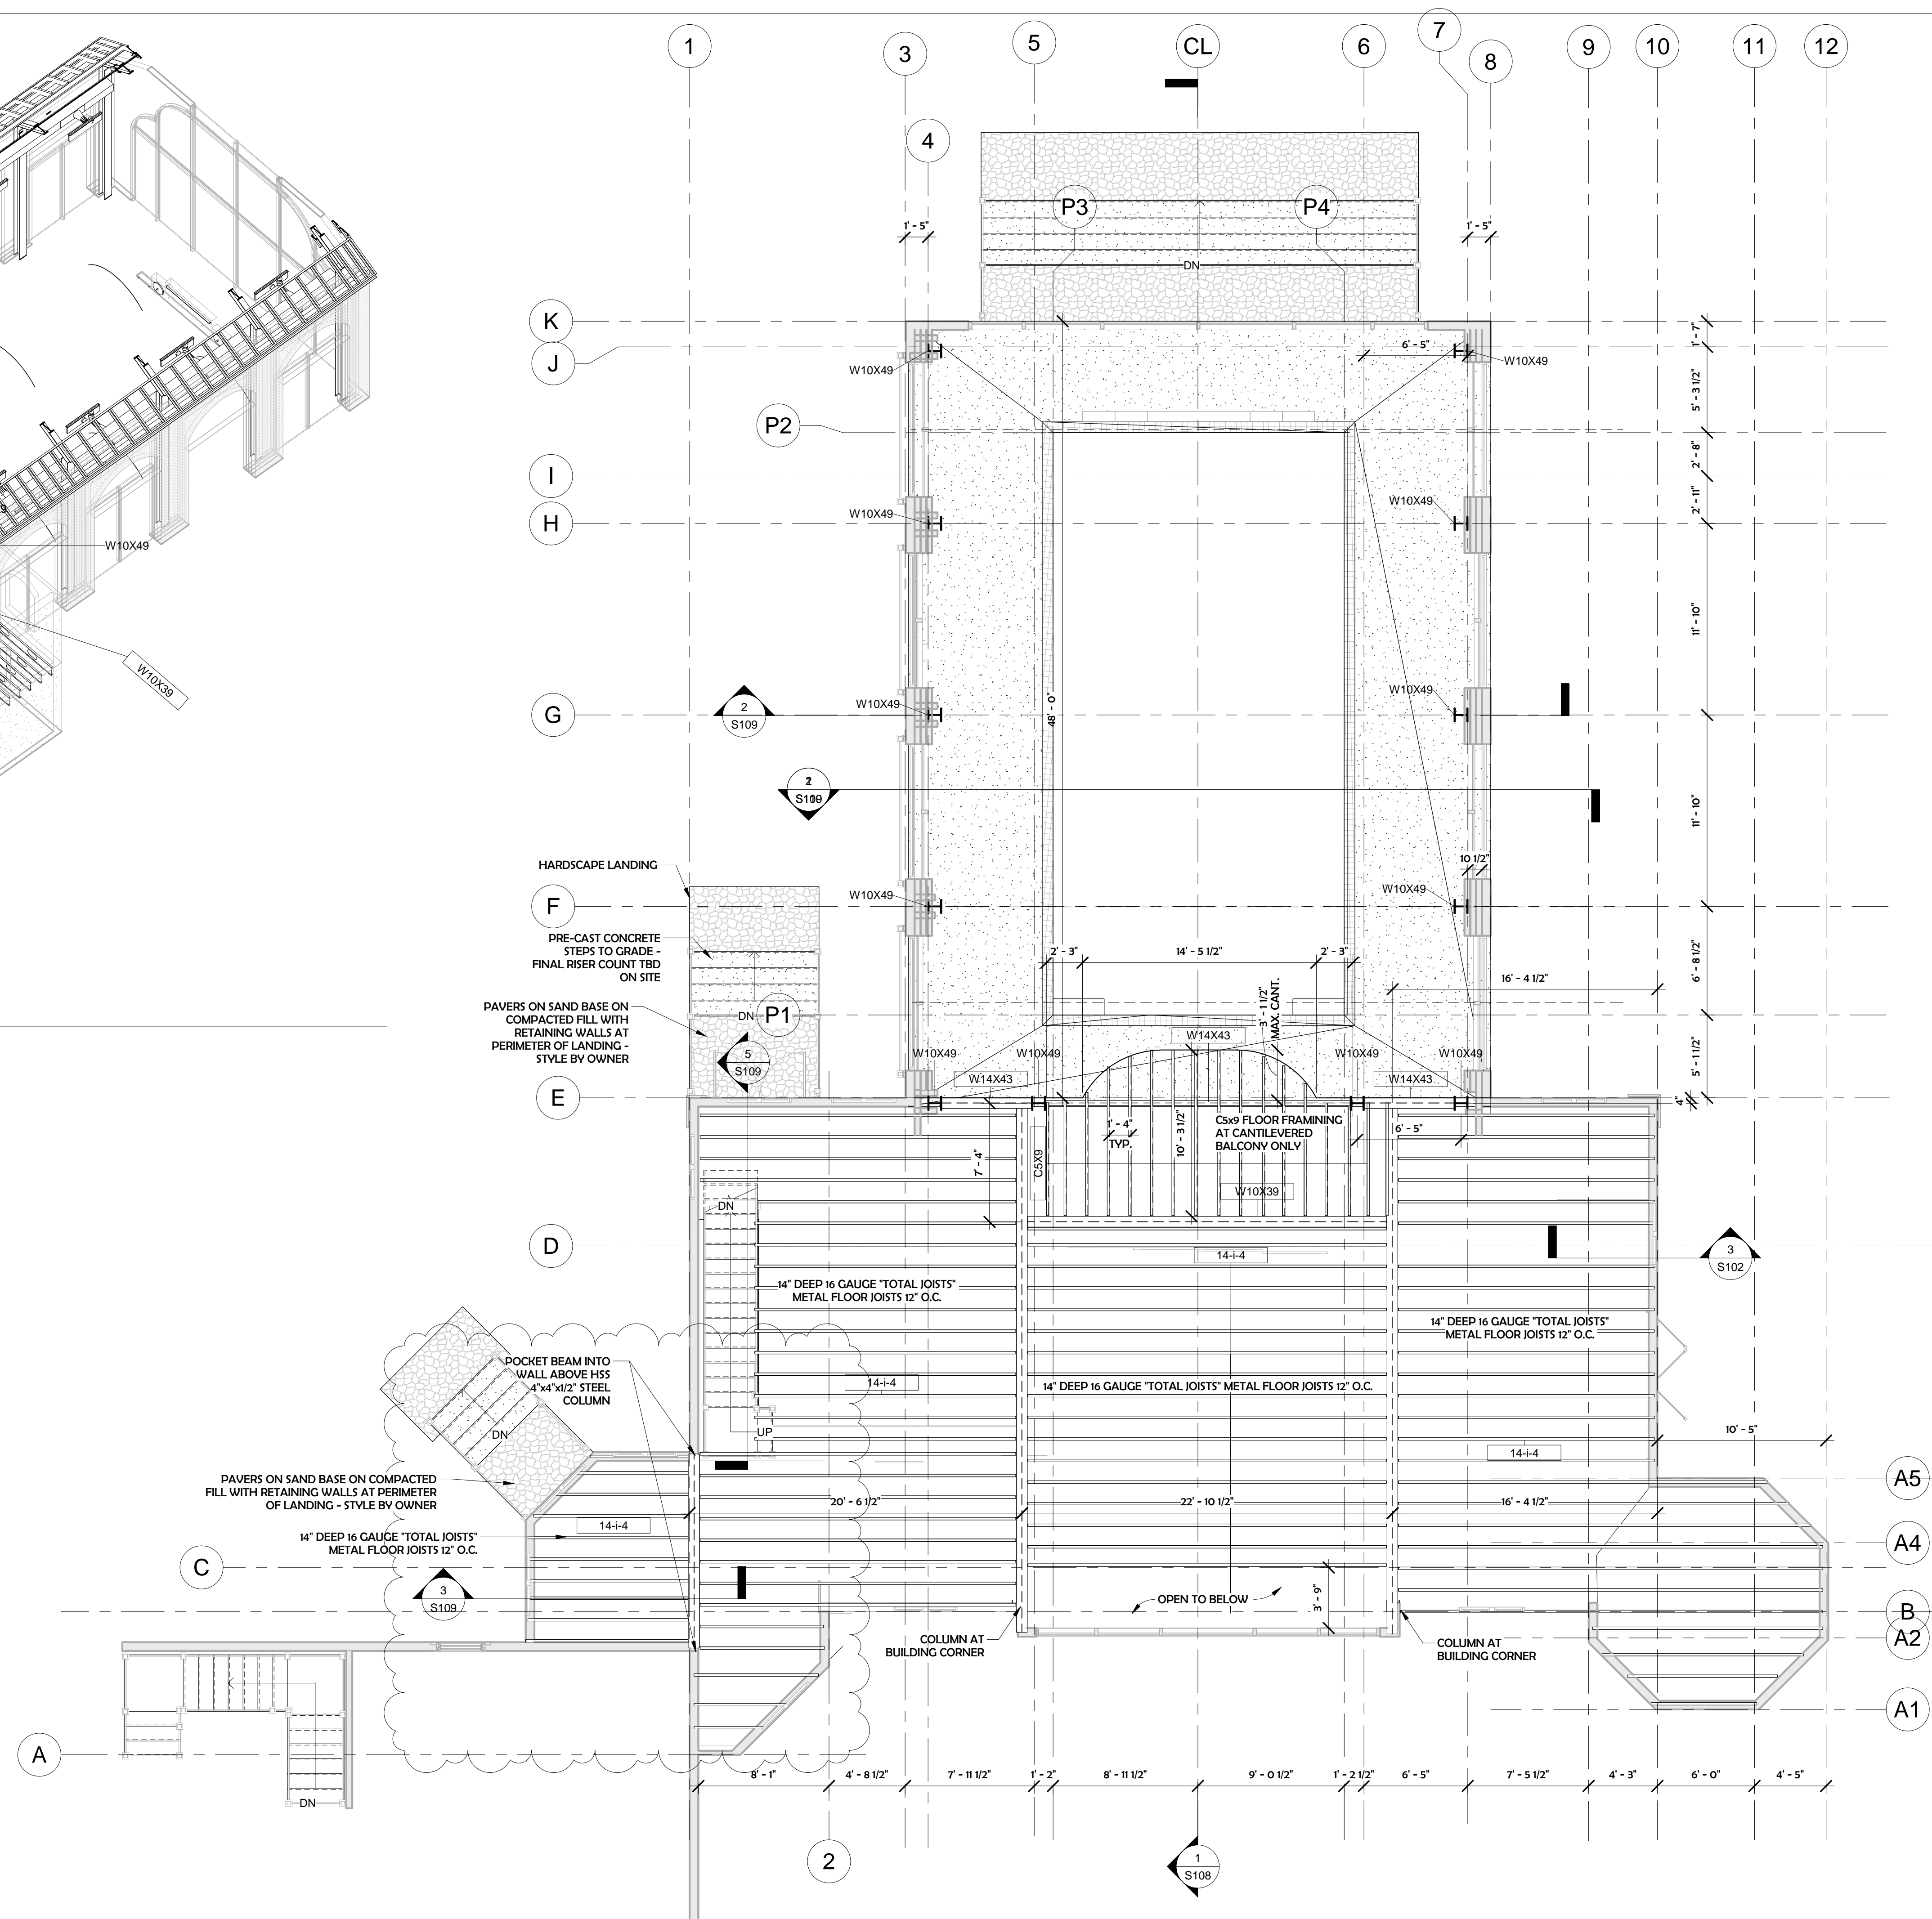 1
3
5
CL
6
7
8
9
10
11
12
4
P3
P4
1' - 5"
1' - 5"
DN
K
J
P2
I
H
G
F
P1
E
D
C
A
W10X49
W10X39
W10X49
6' - 5"
W10X49
1' - 7"
5' - 3 1/2"
2' - 8"
2' - 11"
11' - 10"
11' - 10"
6' - 8 1/2"
5' - 1 1/2"
4"
W10X49
W10X49
W10X49
W10X49
48' - 0"
2
S109
S109
10 1/2"
W10X49
W10X49
HARDSCAPE LANDING
PRE-CAST CONCRETE
STEPS TO GRADE -
FINAL RISER COUNT TBD
ON SITE
2' - 3"
14' - 5 1/2"
2' - 3"
16' - 4 1/2"
PAVERS ON SAND BASE ON
COMPACTED FILL WITH
RETAINING WALLS AT
PERIMETER OF LANDING -
STYLE BY OWNER
DN
5
S109
3' - 1 1/2"
MAX. CANT.
W14X43
W10X49
W10X49
W10X49
W10X49
W14X43
W14X43
C5X9
1' - 4"
TYP.
10' - 3 1/2"
C5x9 FLOOR FRAMINING
AT CANTILEVERED
BALCONY ONLY
6' - 5"
7' - 4"
W10X39
DN
14-i-4
3
S102
14" DEEP 16 GAUGE "TOTAL JOISTS"
METAL FLOOR JOISTS 12" O.C.
14" DEEP 16 GAUGE "TOTAL JOISTS"
METAL FLOOR JOISTS 12" O.C.
POCKET BEAM INTO
WALL ABOVE HSS
4"x4"x1/2" STEEL
COLUMN
14-i-4
14" DEEP 16 GAUGE "TOTAL JOISTS" METAL FLOOR JOISTS 12" O.C.
DN
UP
10' - 5"
14-i-4
PAVERS ON SAND BASE ON COMPACTED
FILL WITH RETAINING WALLS AT PERIMETER
OF LANDING - STYLE BY OWNER
A5
20' - 6 1/2"
22' - 10 1/2"
16' - 4 1/2"
14-i-4
14" DEEP 16 GAUGE "TOTAL JOISTS"
METAL FLOOR JOISTS 12" O.C.
A4
3
S109
OPEN TO BELOW
3' - 9"
B
A2
COLUMN AT
BUILDING CORNER
COLUMN AT
BUILDING CORNER
A1
DN
8' - 1"
4' - 8 1/2"
7' - 11 1/2"
1' - 2"
8' - 11 1/2"
9' - 0 1/2"
1' - 2 1/2"
6' - 5"
7' - 5 1/2"
4' - 3"
6' - 0"
4' - 5"
2
1
S108